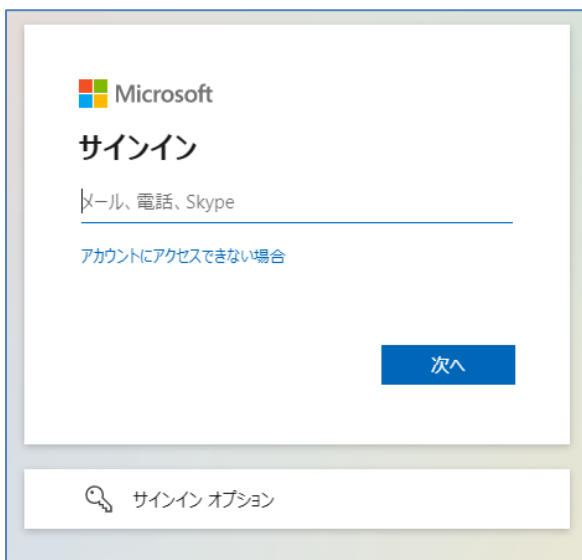 Microsoft
サインイン
メール、電話、Skype
アカウントにアクセスできない場合
次へ
サインイン オプション